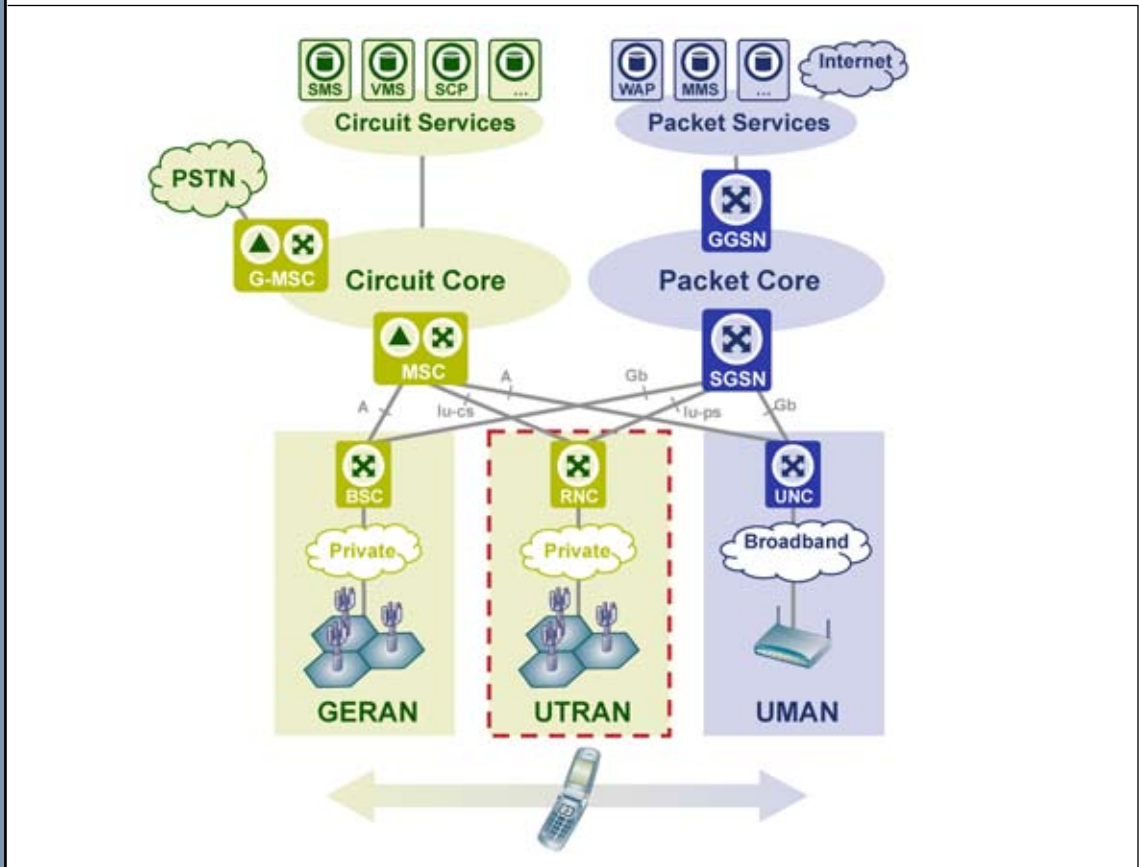 SMS VMS SCP ...
WAP MMS ... Internet
Circuit Services
Packet Services
PSTN
G-MSC
GGSN
Circuit Core
Packet Core
MSC
SGSN
A Iu-cs A Gb Iu-ps Gb
BSC
RNC
UNC
Private
Private
Broadband
GERAN
UTRAN
UMAN